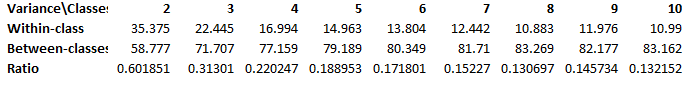 Variance\Classes 2 3 4 5 6 7 8 9 10
Within-class 35.375 22.445 16.994 14.963 13.804 12.442 10.883 11.976 10.99
Between-classes 58.777 71.707 77.159 79.189 80.349 81.71 83.269 82.177 83.162
Ratio 0.601851 0.31301 0.220247 0.188953 0.171801 0.15227 0.130697 0.145734 0.132152